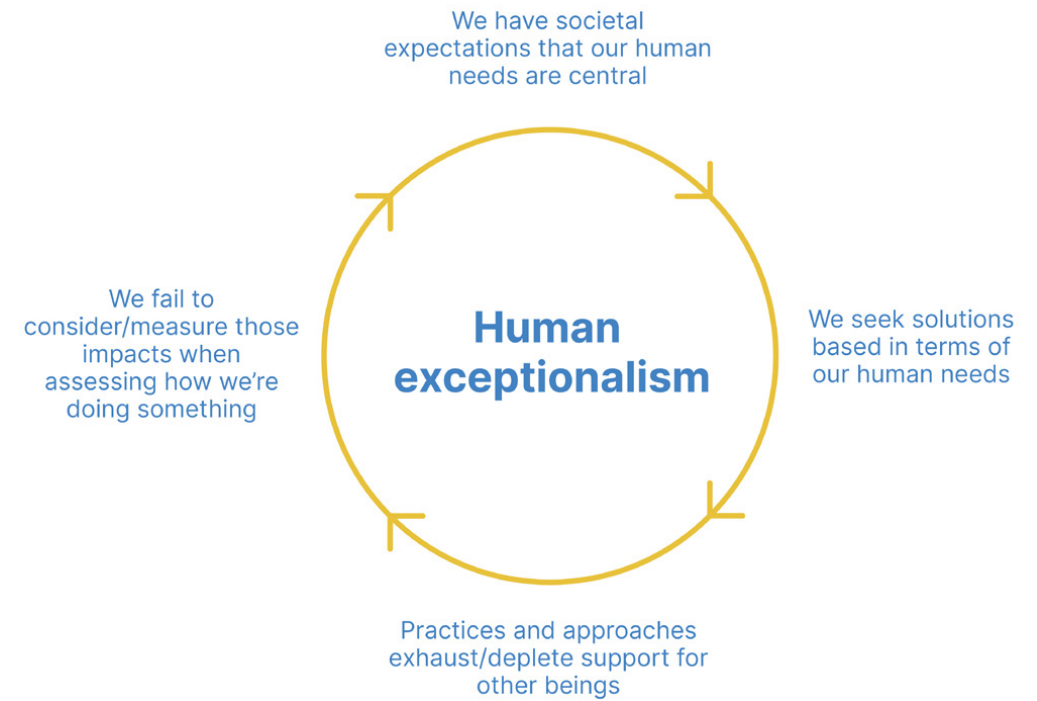 We have societal
expectations that our human
needs are central
We seek solutions
based in terms of
our human needs
Practices and approaches
exhaust/deplete support for
other beings
We fail to
consider/measure those
impacts when
assessing how we're
doing something
Human
exceptionalism